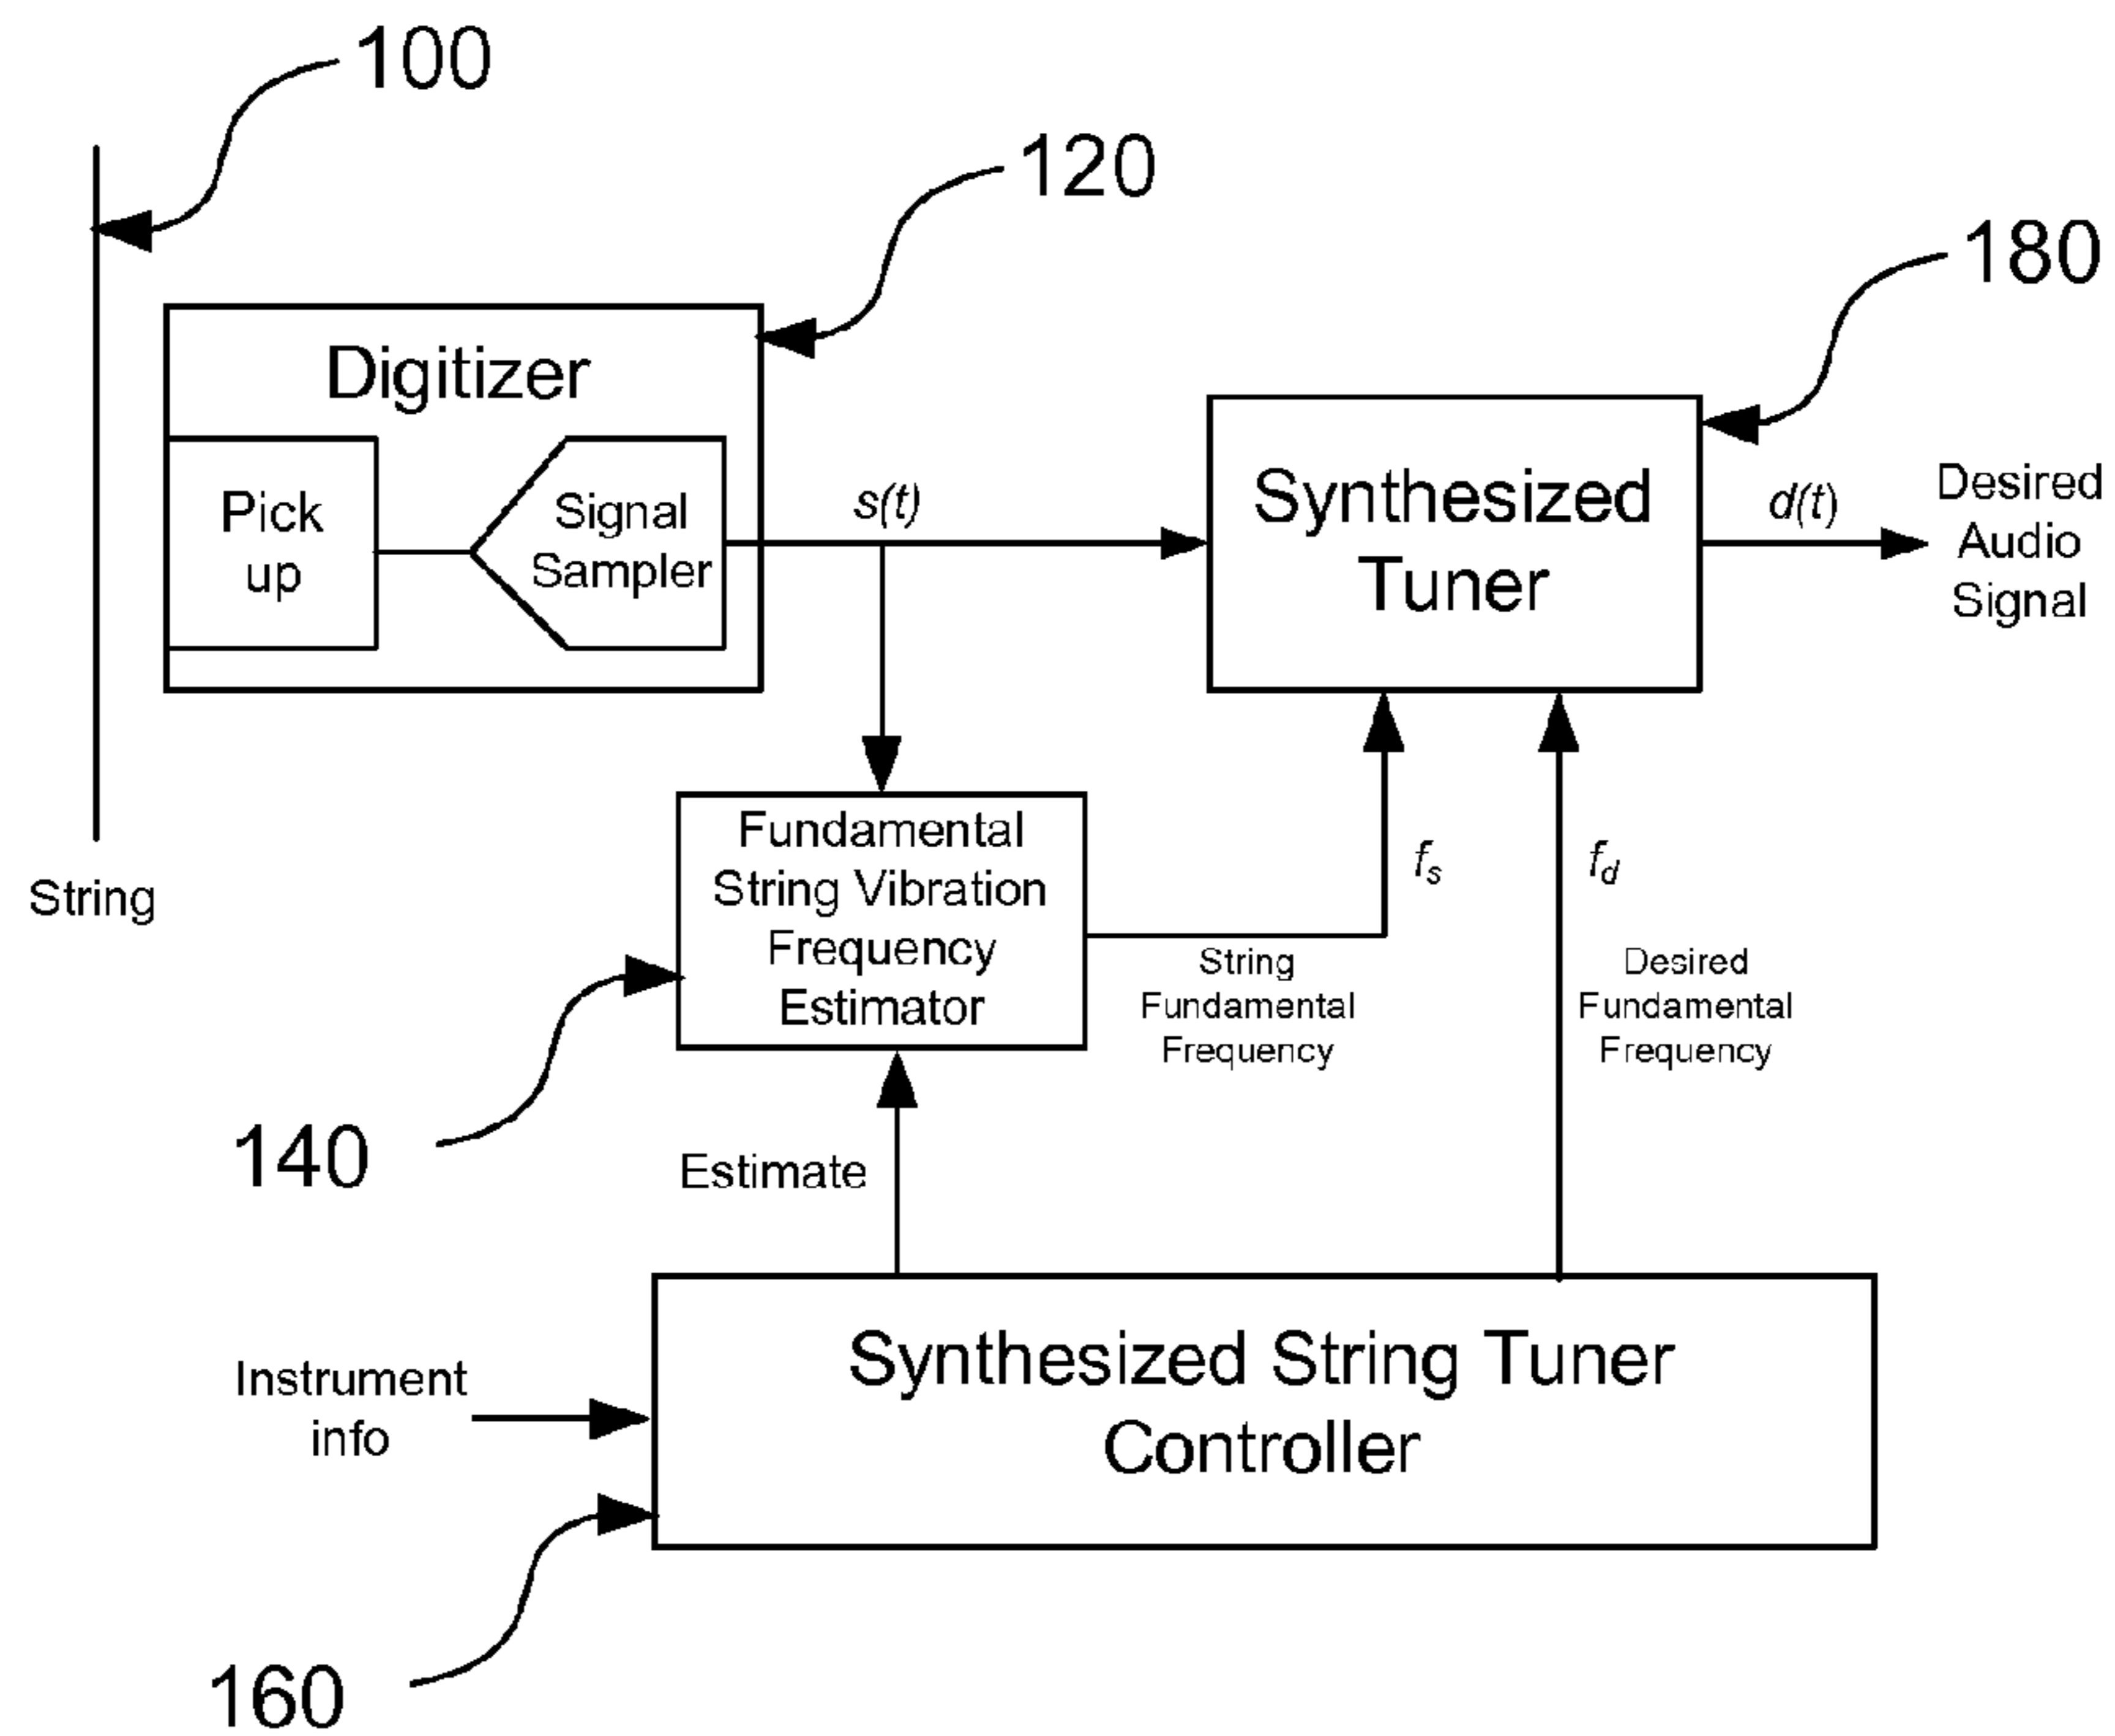 100
120
180
Digitizer
Pick
up
Signal
Sampler
s(t)
Synthesized
Tuner
d(t)
Desired
Audio
Signal
String
Fundamental
String Vibration
Frequency
Estimator
fs
fd
String
Fundamental
Frequency
Desired
Fundamental
Frequency
140
Estimate
Instrument
info
Synthesized String Tuner
Controller
160